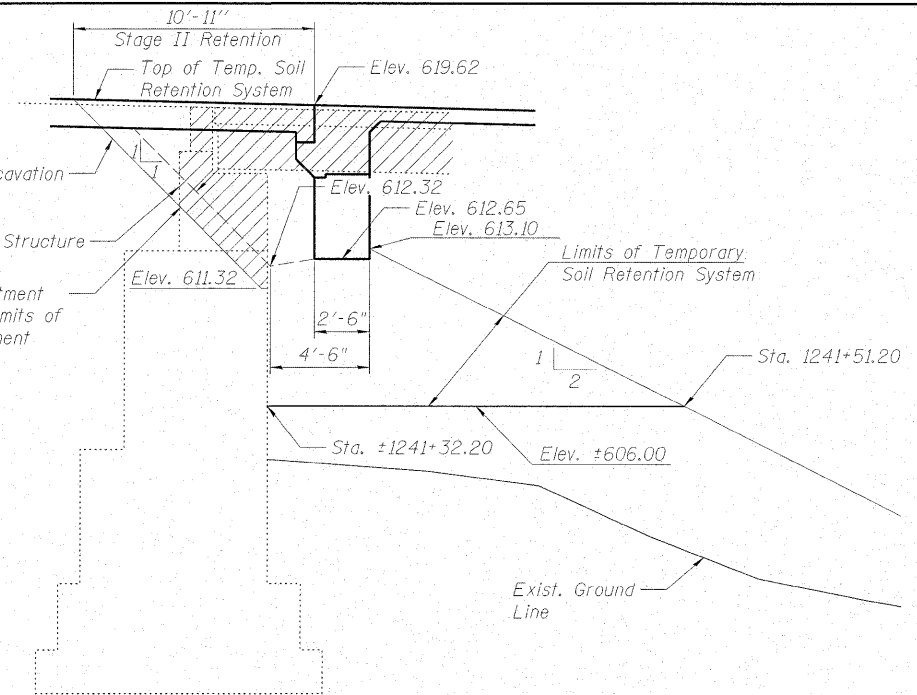 10'-11"
Stage II Retention
Top of Temp. Soil
Retention System
Elev. 619.62
1
1
Elev. 612.32
Structure
Elev. 612.65
Elev. 613.10
Limits of Temporary
Soil Retention System
Elev. 611.32
mits of
2'-6"
4'-6"
1
2
Sta. 1241+51.20
Sta. ±1241+32.20
Elev. ±606.00
Exist. Ground
Line